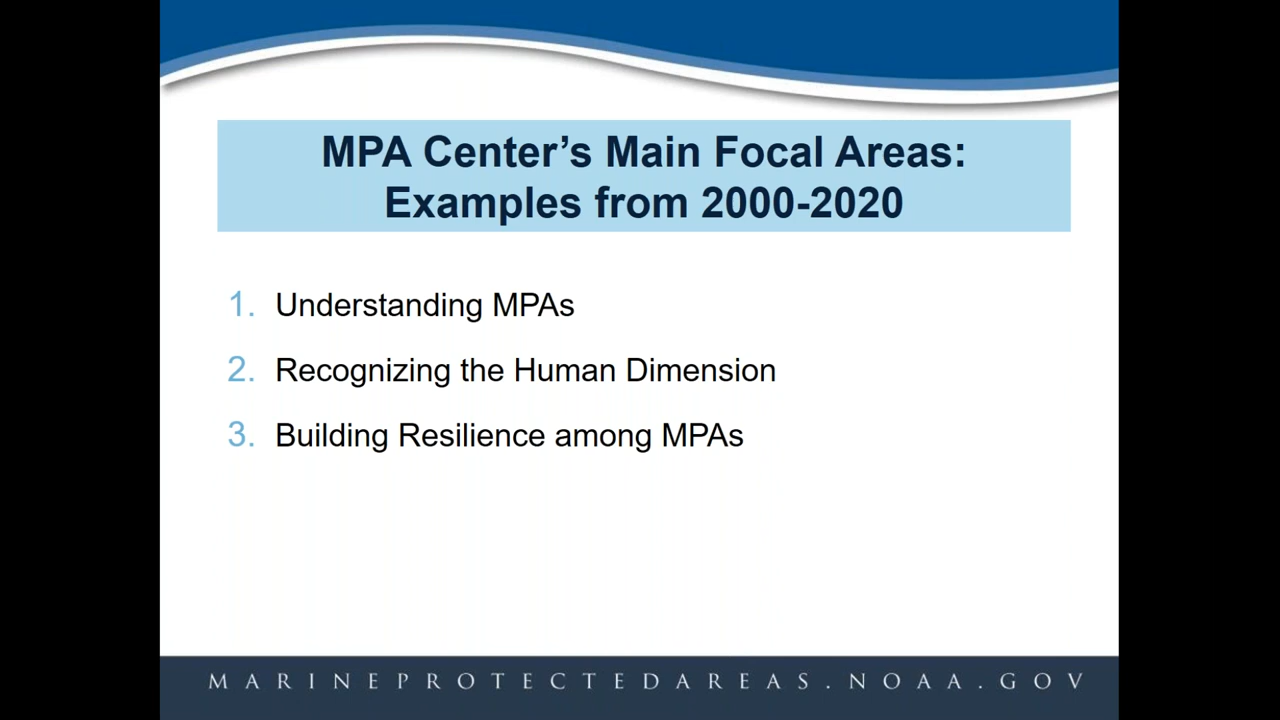 MPA Center’s Main Focal Areas:
Examples from 2000-2020
1. Understanding MPAs
2. Recognizing the Human Dimension
3. Building Resilience among MPAs
MARINEPROTECTEDAREAS.NOAA.GOV